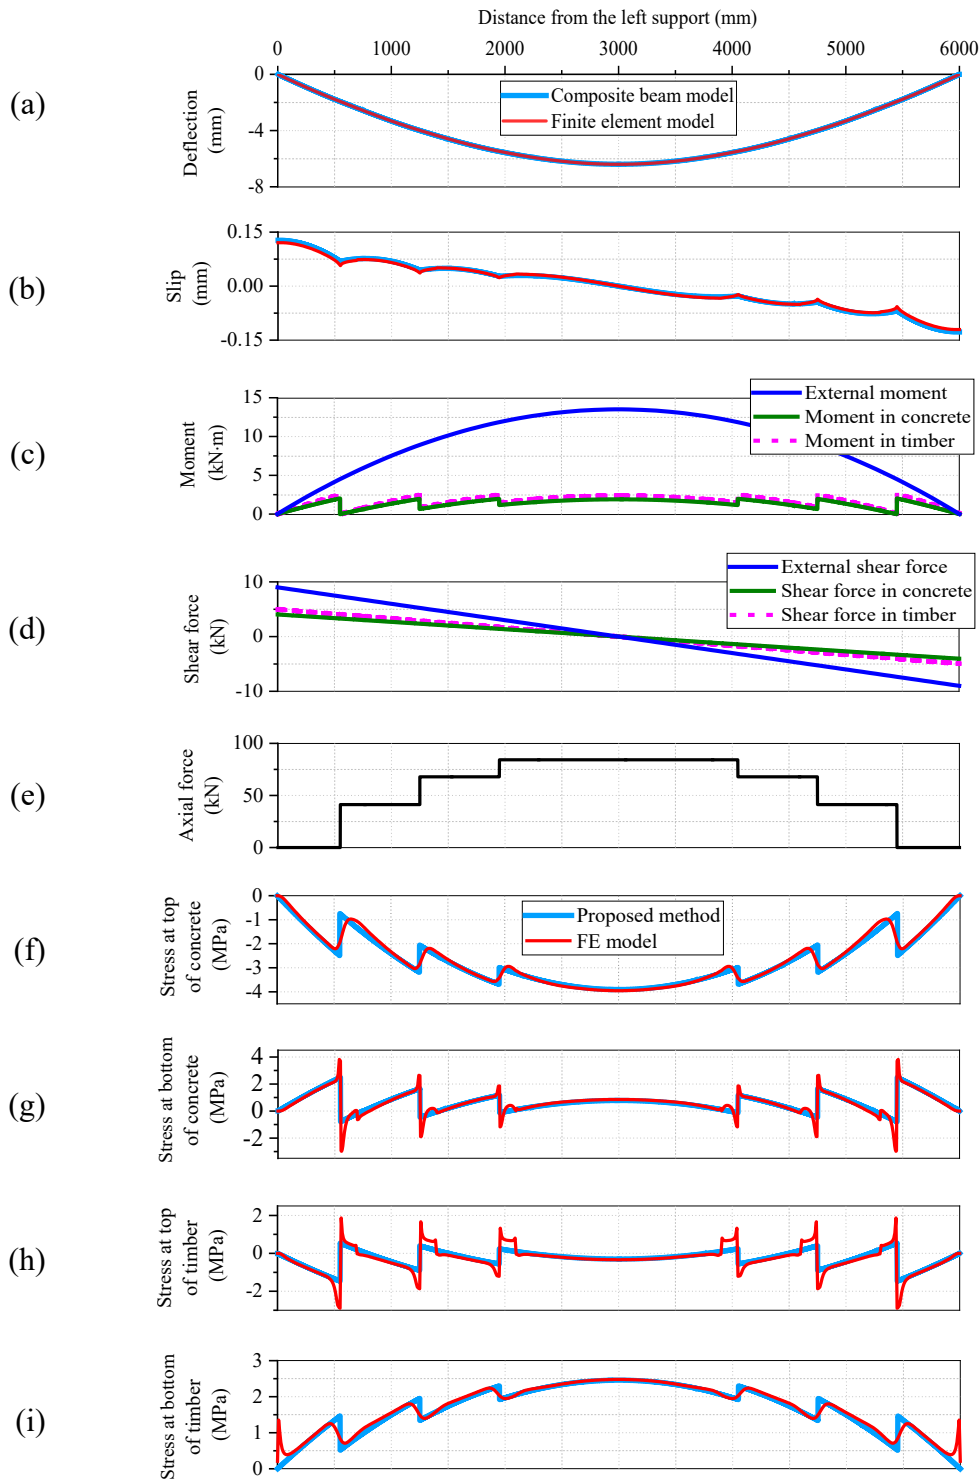 Distance from the left support (mm)
0 1000 2000 3000 4000 5000 6000
(a)
Deflection
(mm)
0
-4
-8
Composite beam model
Finite element model
(b)
Slip
(mm)
0.15
0.00
-0.15
(c)
Moment
(kN·m)
15
10
5
0
External moment
Moment in concrete
Moment in timber
(d)
Shear force
(kN)
10
0
-10
External shear force
Shear force in concrete
Shear force in timber
(e)
Axial force
(kN)
100
50
0
(f)
Stress at top
of concrete
(MPa)
0
-1
-2
-3
-4
Proposed method
FE model
(g)
Stress at bottom
of concrete
(MPa)
4
2
0
-2
(h)
Stress at top
of timber
(MPa)
2
0
-2
(i)
Stress at bottom
of timber
(MPa)
3
2
1
0